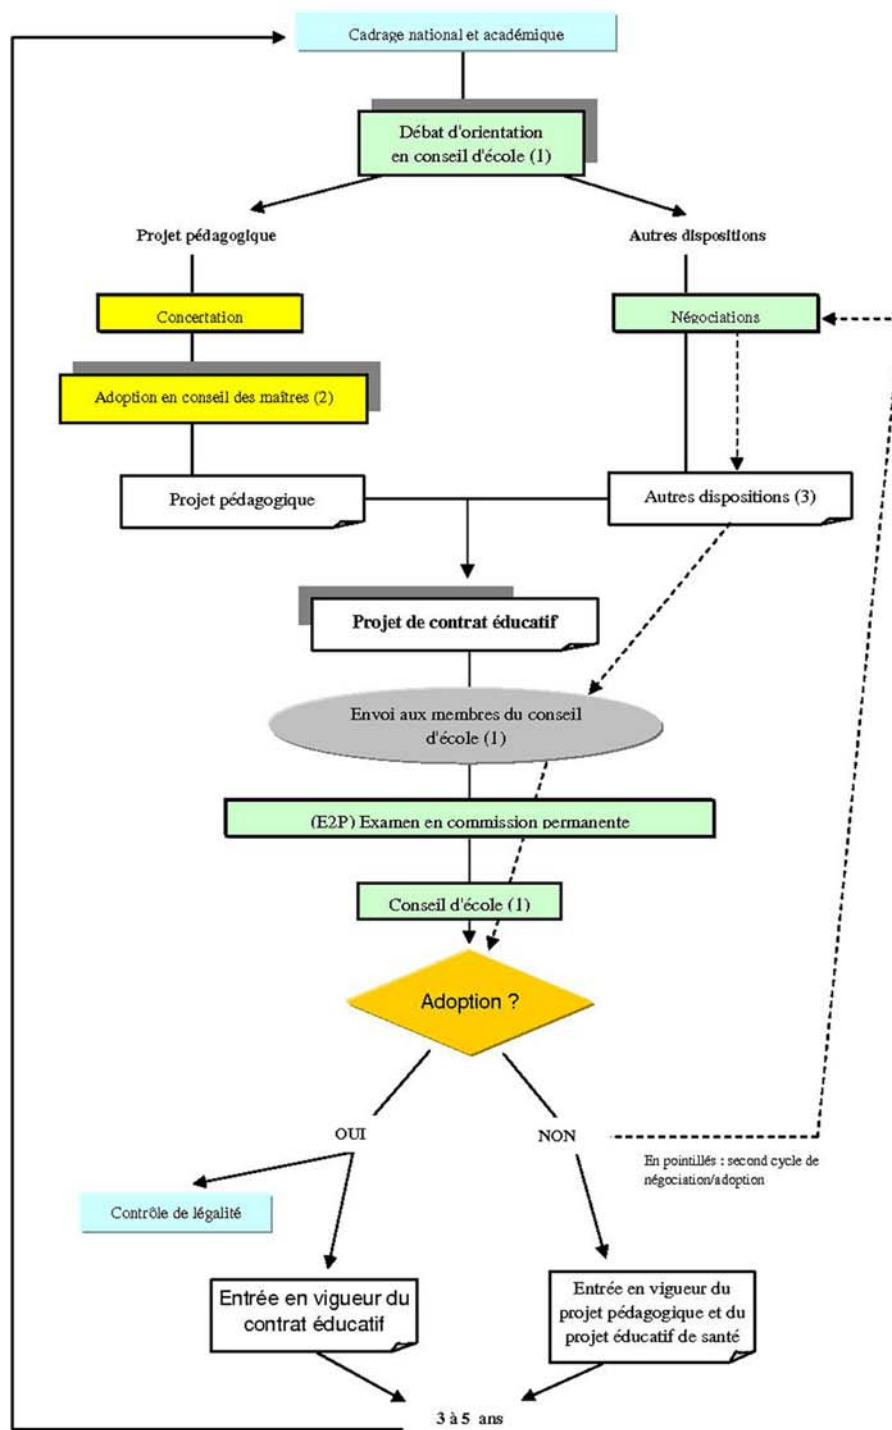 Cadrage national et académique
Débat d'orientation
en conseil d'école (1)
Projet pédagogique
Autres dispositions
Concertation
Négociations
Adoption en conseil des maîtres (2)
Projet pédagogique
Autres dispositions (3)
Projet de contrat éducatif
Envoi aux membres du conseil
d'école (1)
(E2P) Examen en commission permanente
Conseil d'école (1)
Adoption ?
OUI
NON
En pointillés : second cycle de
négociation/adoption
Contrôle de légalité
Entrée en vigueur du
contrat éducatif
Entrée en vigueur du
projet pédagogique et du
projet éducatif de santé
3 à 5 ans